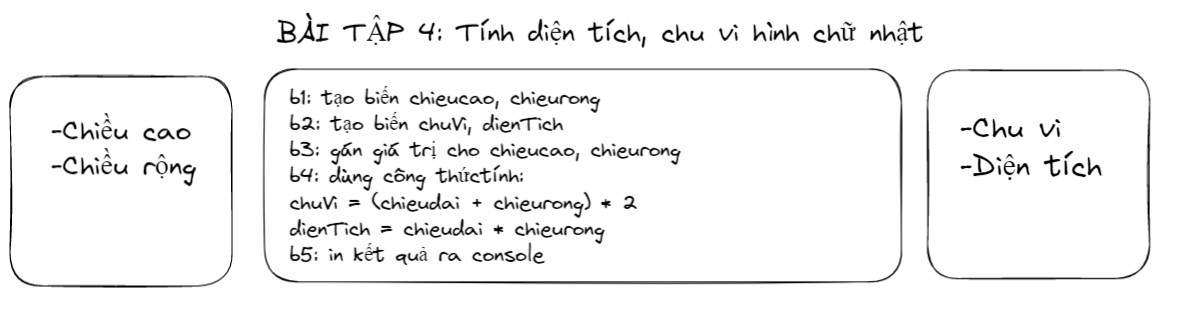 BÀI TẬP 4: Tính diện tích, chu vi hình chữ nhật
-Chiều cao
-Chiều rộng
b1: tạo biến chieucao, chieurong
b2: tạo biến chuVi, dienTich
b3: gán giá trị cho chieucao, chieurong
b4: dùng công thứctính:
chuVi = (chieudai + chieurong) * 2
dienTich = chieudai * chieurong
b5: in kết quả ra console
-Chu vi
-Diện tích